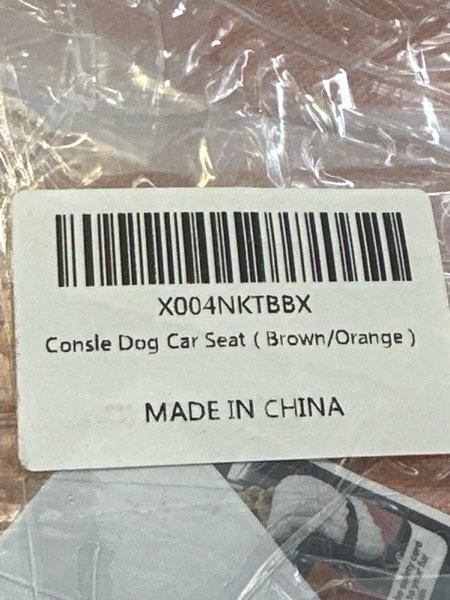 X004NKTBBX
Consle Dog Car Seat ( Brown/Orange )
MADE IN CHINA